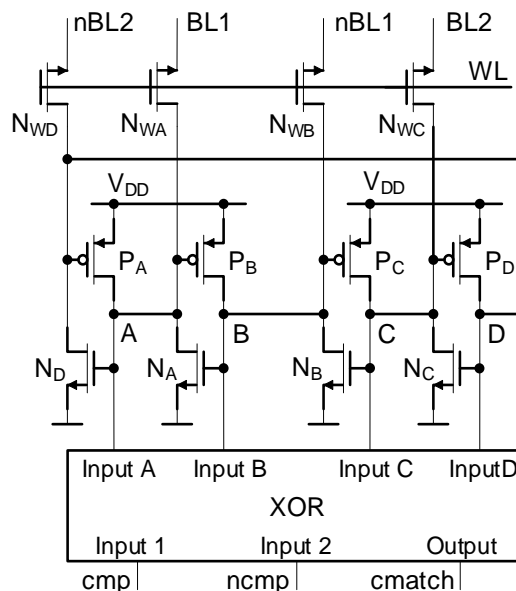 nBL2 BL1 nBL1 BL2
WL
NWD NWA NWB NWC
VDD VDD
PA PB PC PD
A B C D
ND NA NB NC
Input A Input B Input C InputD
XOR
Input 1 Input 2 Output
cmp ncmp cmatch